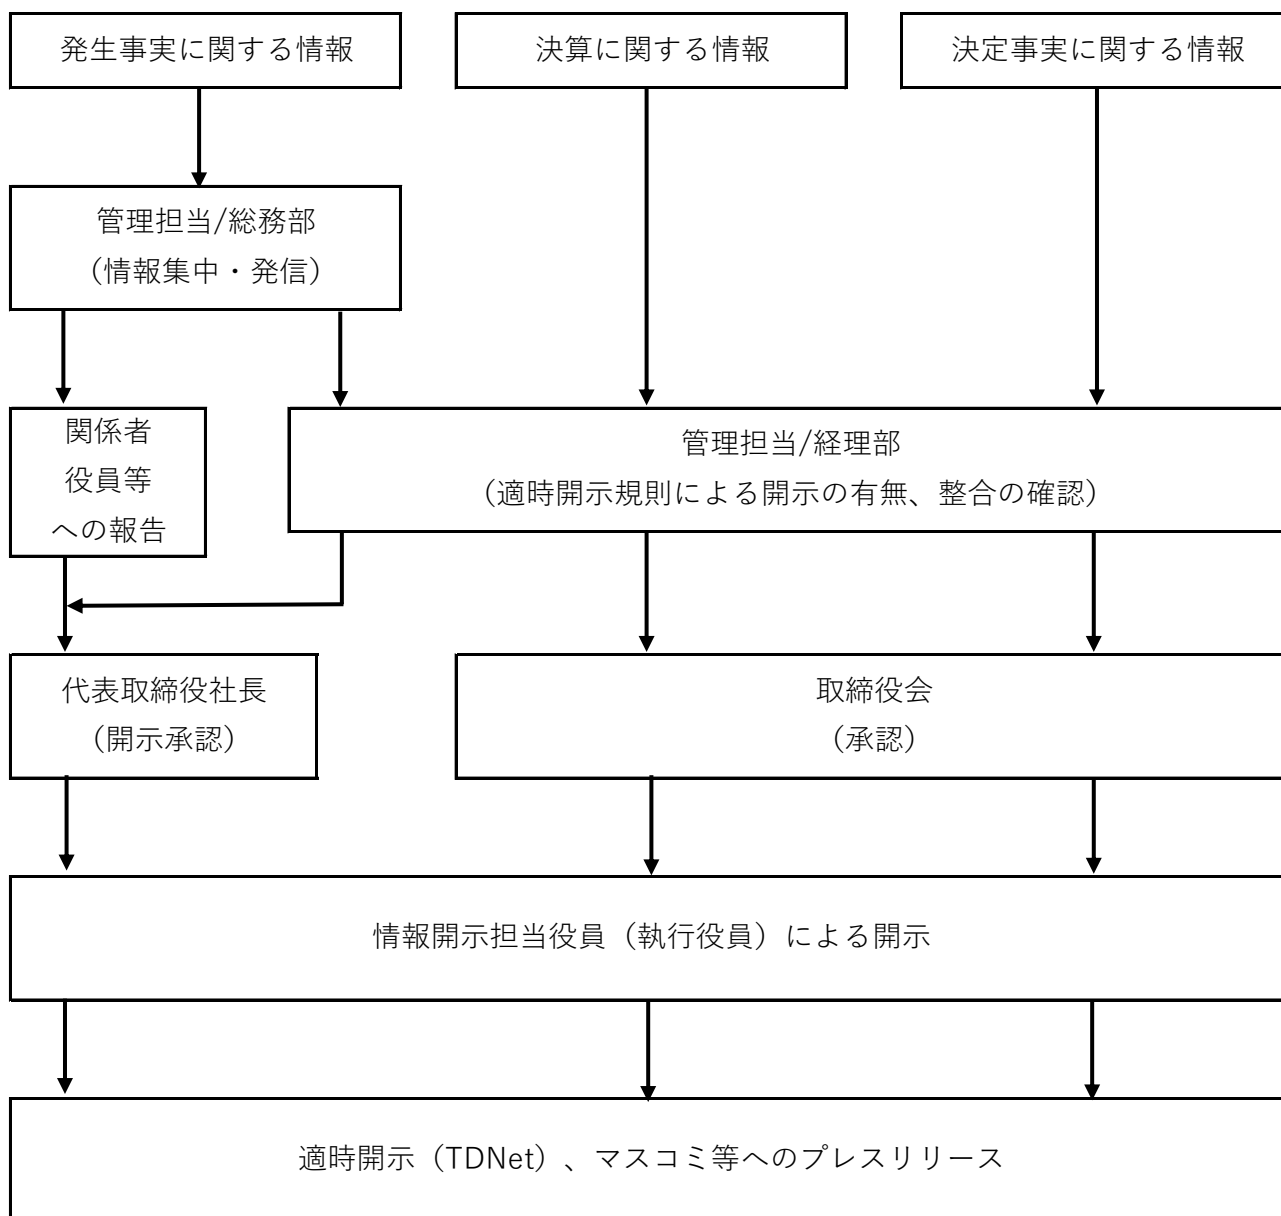 発生事実に関する情報
決算に関する情報
決定事実に関する情報
管理担当/総務部
（情報集中・発信）
関係者
役員等
への報告
管理担当/経理部
（適時開示規則による開示の有無、整合の確認）
代表取締役社長
（開示承認）
取締役会
（承認）
情報開示担当役員（執行役員）による開示
適時開示（TDNet）、マスコミ等へのプレスリリース